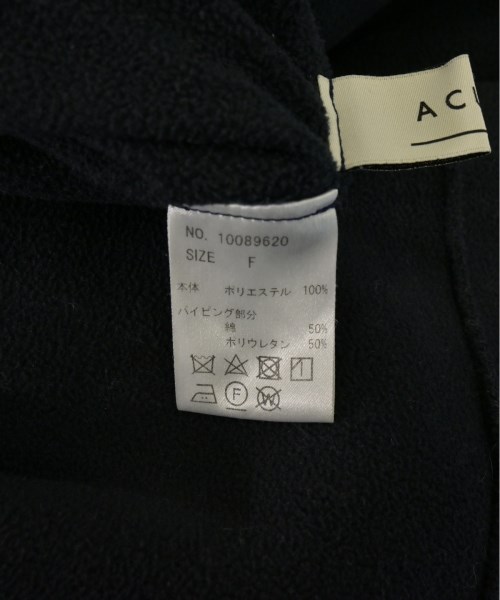 ACU
NO. 10089620
SIZE F
本体 ポリエステル 100%
パイピング部分
綿 50%
ポリウレタン 50%
F
W